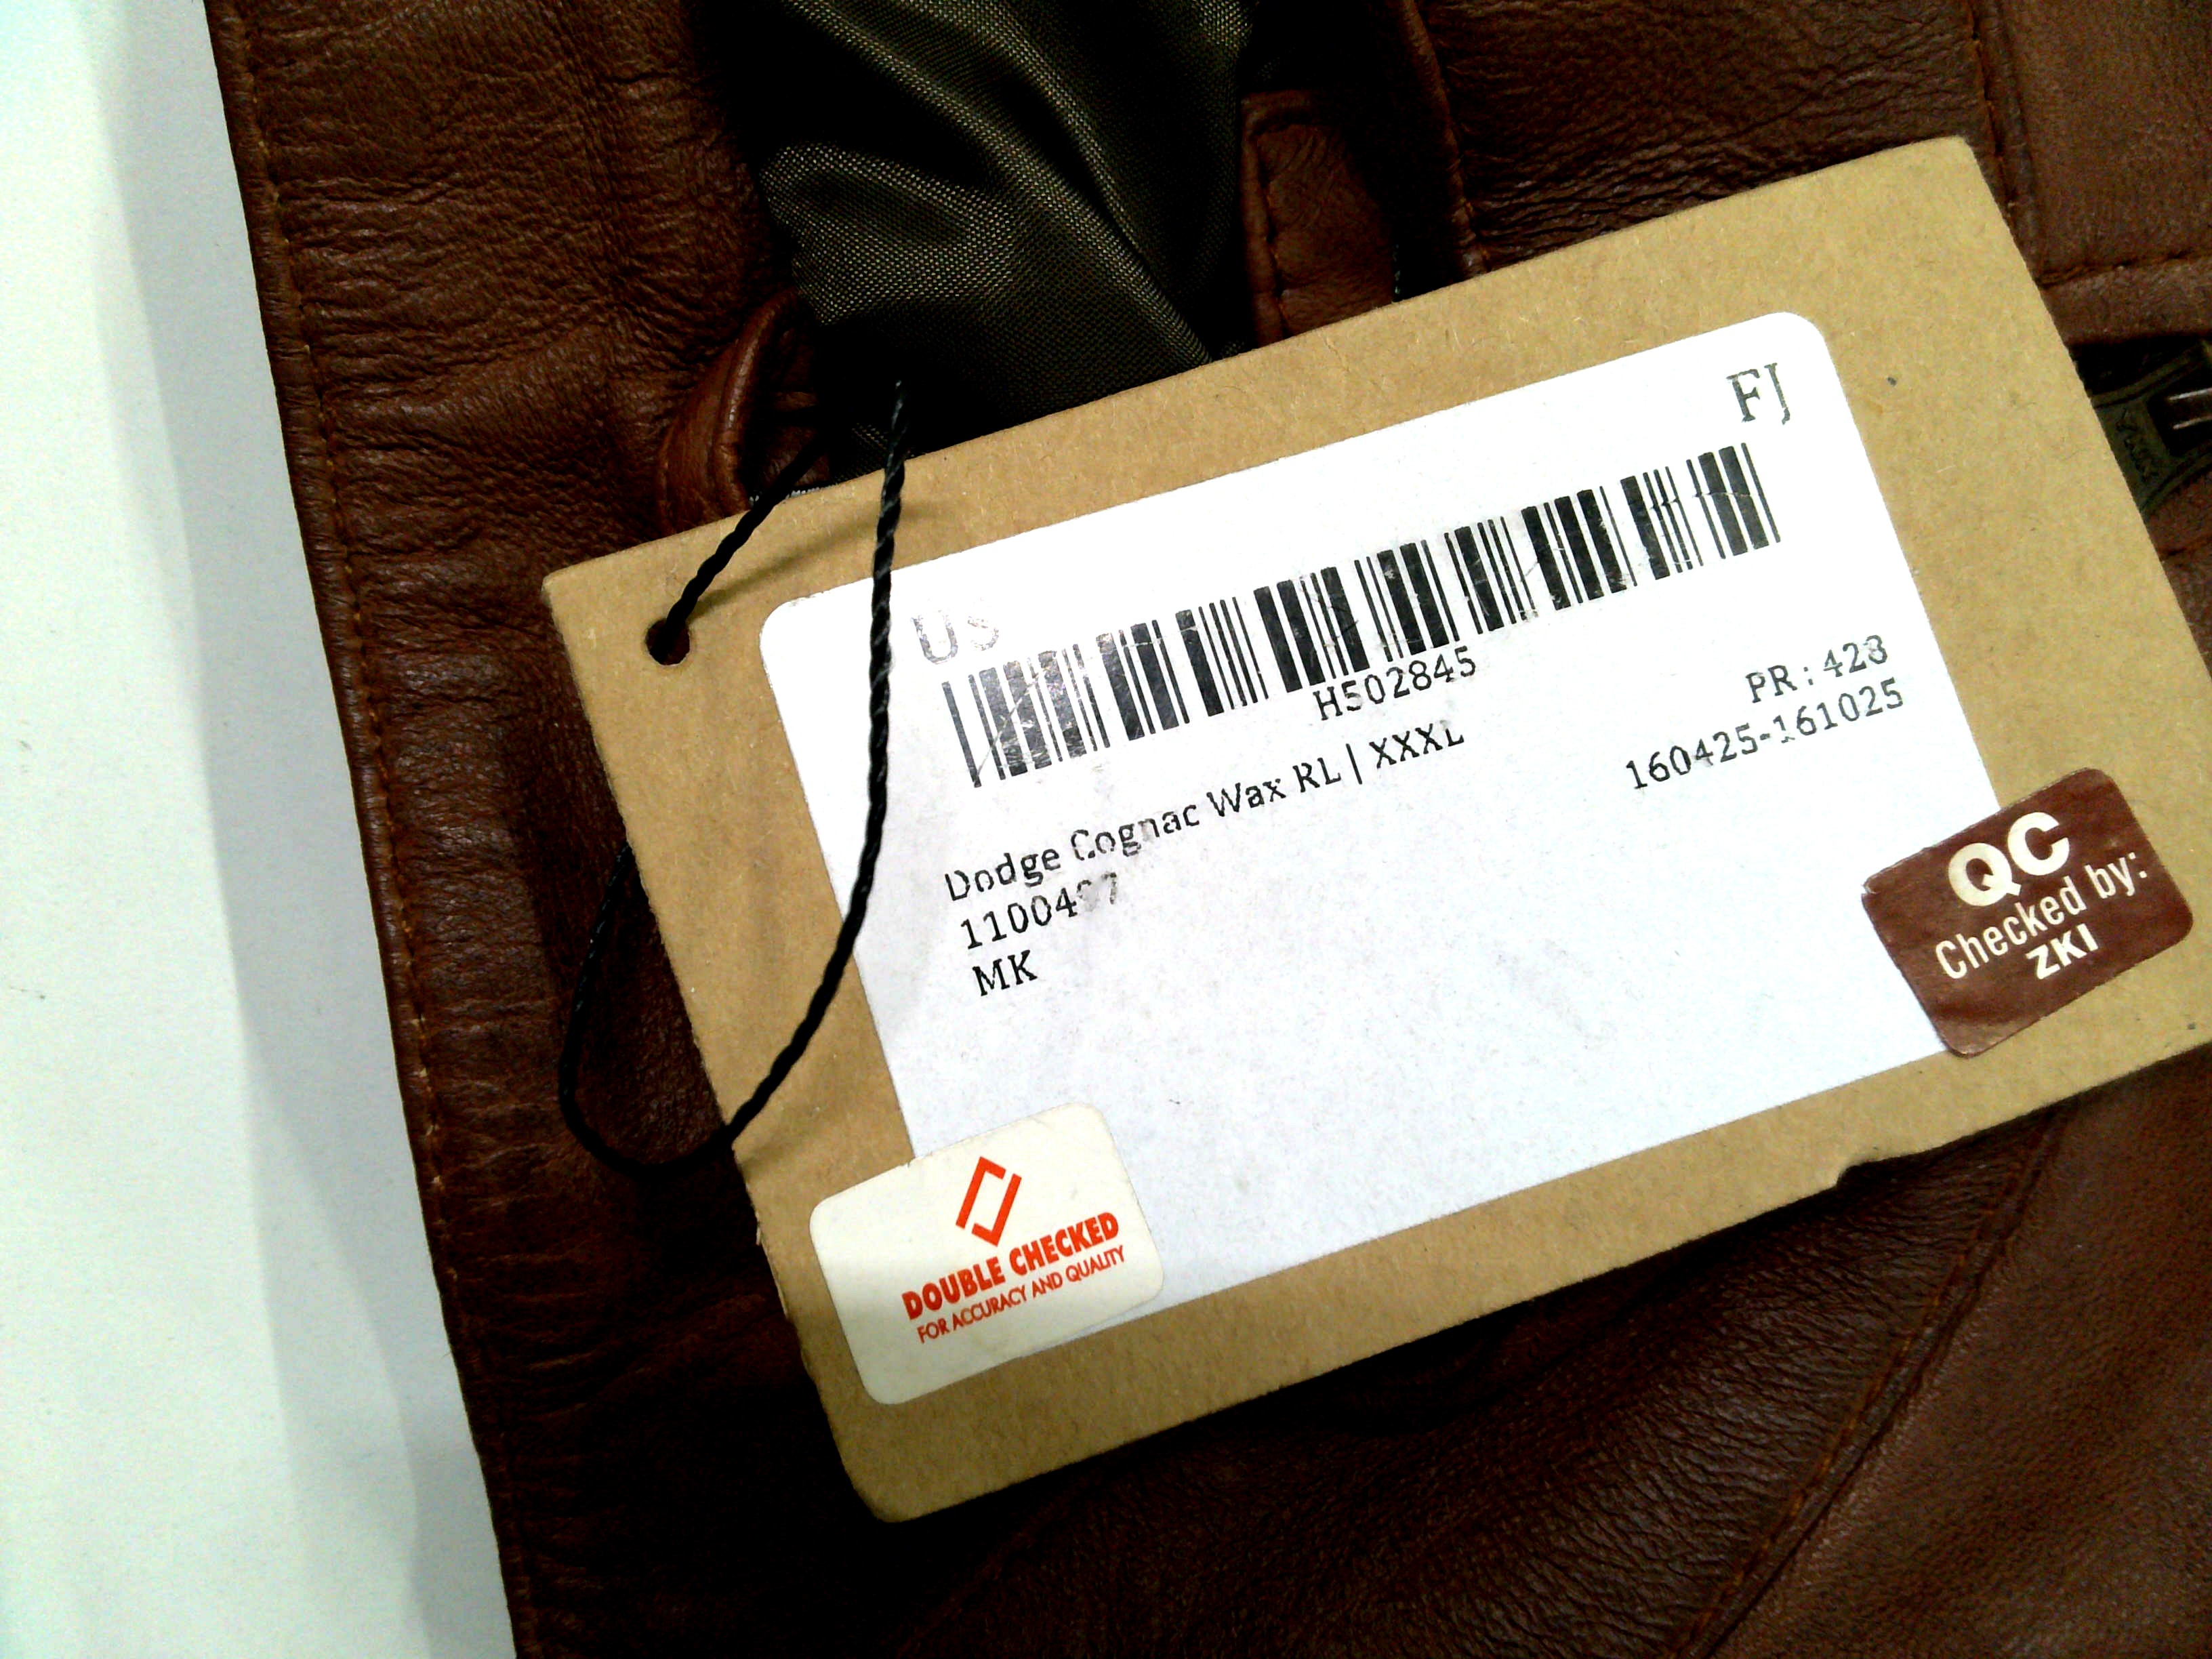 FJ
US
H502845
PR : 428
160425-161025
Dodge Cognac Wax RL | XXXL
MK
QC
Checked by:
ZKI
DOUBLE CHECKED
FOR ACCURACY AND QUALITY